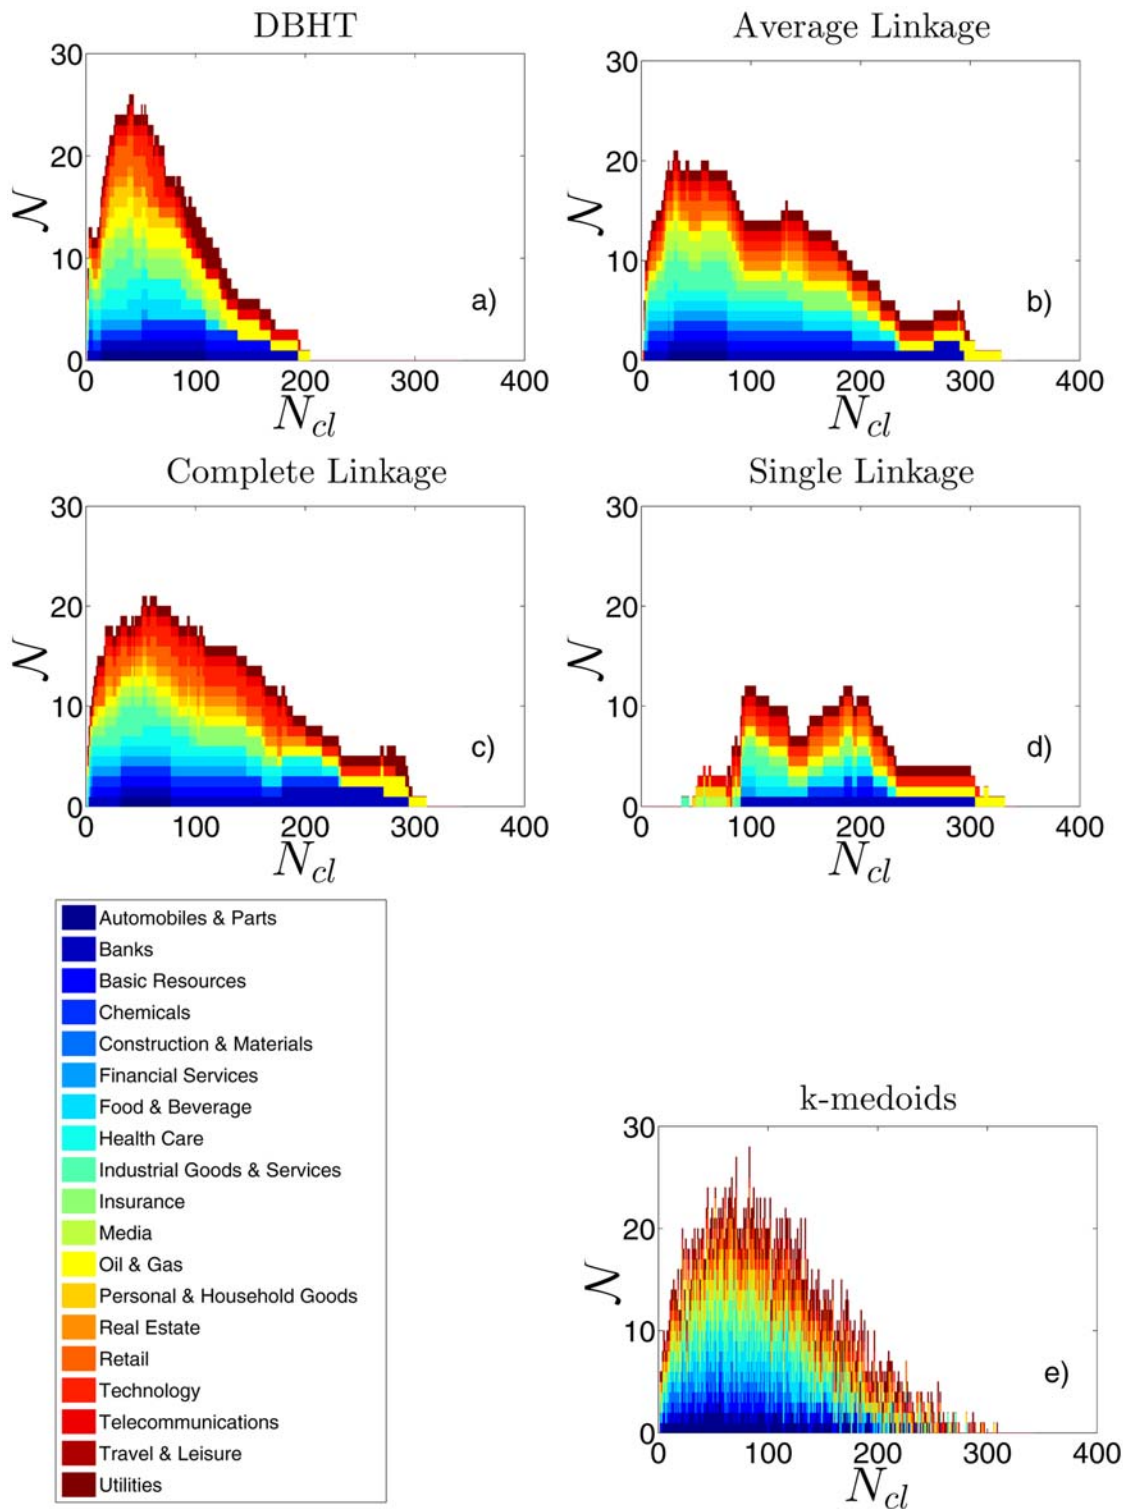 DBHT
30
20
10
0
0 100 200 300 400
𝒩
N_cl
a)
Average Linkage
30
20
10
0
0 100 200 300 400
𝒩
N_cl
b)
Complete Linkage
30
20
10
0
0 100 200 300 400
𝒩
N_cl
c)
Single Linkage
30
20
10
0
0 100 200 300 400
𝒩
N_cl
d)
Automobiles & Parts
Banks
Basic Resources
Chemicals
Construction & Materials
Financial Services
Food & Beverage
Health Care
Industrial Goods & Services
Insurance
Media
Oil & Gas
Personal & Household Goods
Real Estate
Retail
Technology
Telecommunications
Travel & Leisure
Utilities
k-medoids
30
20
10
0
0 100 200 300 400
𝒩
N_cl
e)